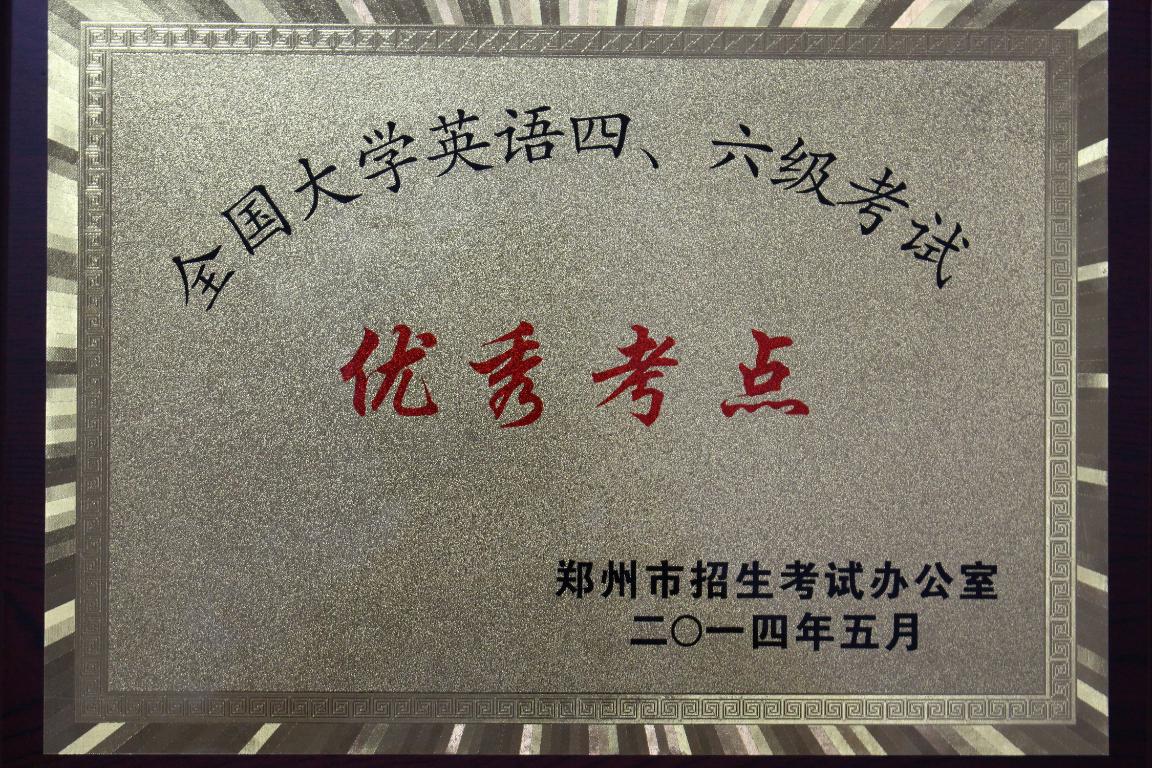 全国大学英语四、六级考试
优秀考点
郑州市招生考试办公室
二〇一四年五月